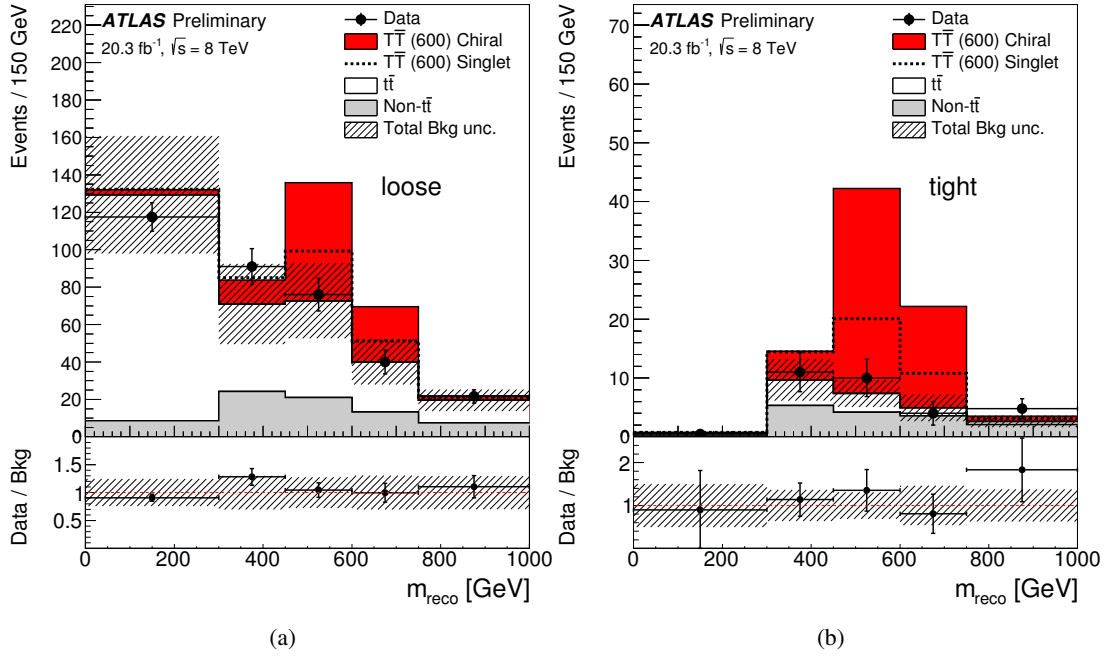 ATLAS Preliminary
20.3 fb⁻¹, √s = 8 TeV
Data
TT̅ (600) Chiral
TT̅ (600) Singlet
tt̅
Non-tt̅
Total Bkg unc.
loose
Events / 150 GeV
220
200
180
160
140
120
100
80
60
40
20
0
Data / Bkg
1.5
1
0.5
0 200 400 600 800 1000
m_reco [GeV]
(a)
ATLAS Preliminary
20.3 fb⁻¹, √s = 8 TeV
Data
TT̅ (600) Chiral
TT̅ (600) Singlet
tt̅
Non-tt̅
Total Bkg unc.
tight
Events / 150 GeV
70
60
50
40
30
20
10
0
Data / Bkg
2
1
0 200 400 600 800 1000
m_reco [GeV]
(b)